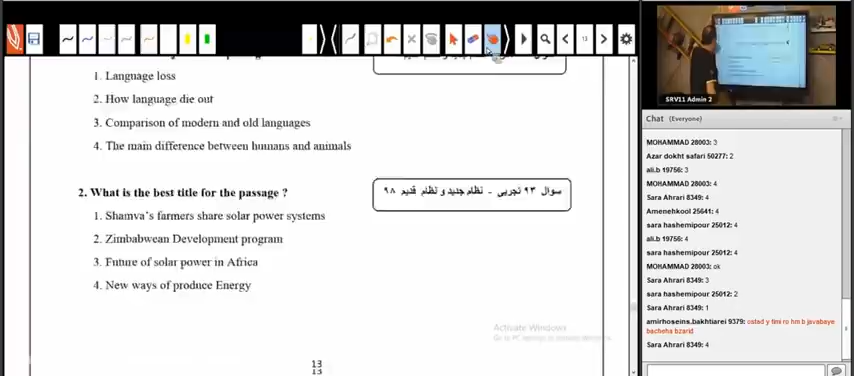 1. Langnage loss
2. How language die out
3. Comparison of modern and old languages
4. The main difference between humans and animals
2. What is the best title for the passage ?
سوال ۹۳ تجربی - نظام جدید و نظام قدیم ۹۸
1. Shamva's farmers share solar power systems
2. Zimbabwean Development program
3. Future of solar power in Africa
4. New ways of produce Energy
Activate Windows
13
13
13
SRV11 Admin 2
Chat (Everyone)
MOHAMMAD 28003: 3
Azar dokht safari 50277: 2
ali.b 19756: 3
MOHAMMAD 28003: 4
Sara Ahrari 8349: 4
Amenehkool 25641: 4
sara hashemipour 25012: 4
ali.b 19756: 4
sara hashemipour 25012: 4
MOHAMMAD 28003: ok
Sara Ahrari 8349: 3
sara hashemipour 25012: 2
Sara Ahrari 8349: 1
amirhoseins.bakhtiarei 9379: ostad y timi ro hm b javabaye
bacheha bzarid
Sara Ahrari 8349: 4